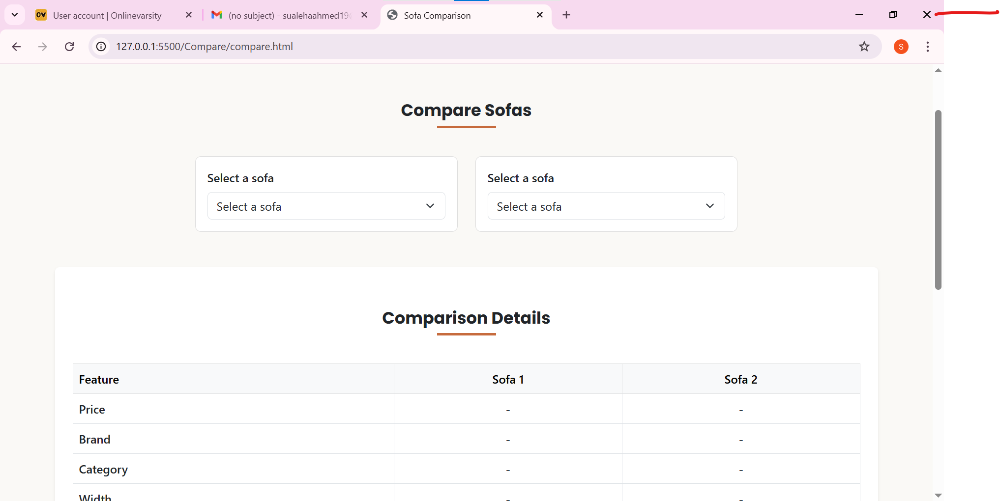 OV User account | Onlinevarsity
(no subject) - sualehaahmed19
Sofa Comparison
127.0.0.1:5500/Compare/compare.html
S
Compare Sofas
Select a sofa
Select a sofa
Select a sofa
Select a sofa
Comparison Details
Feature Sofa 1 Sofa 2
Price - -
Brand - -
Category - -
Width - -